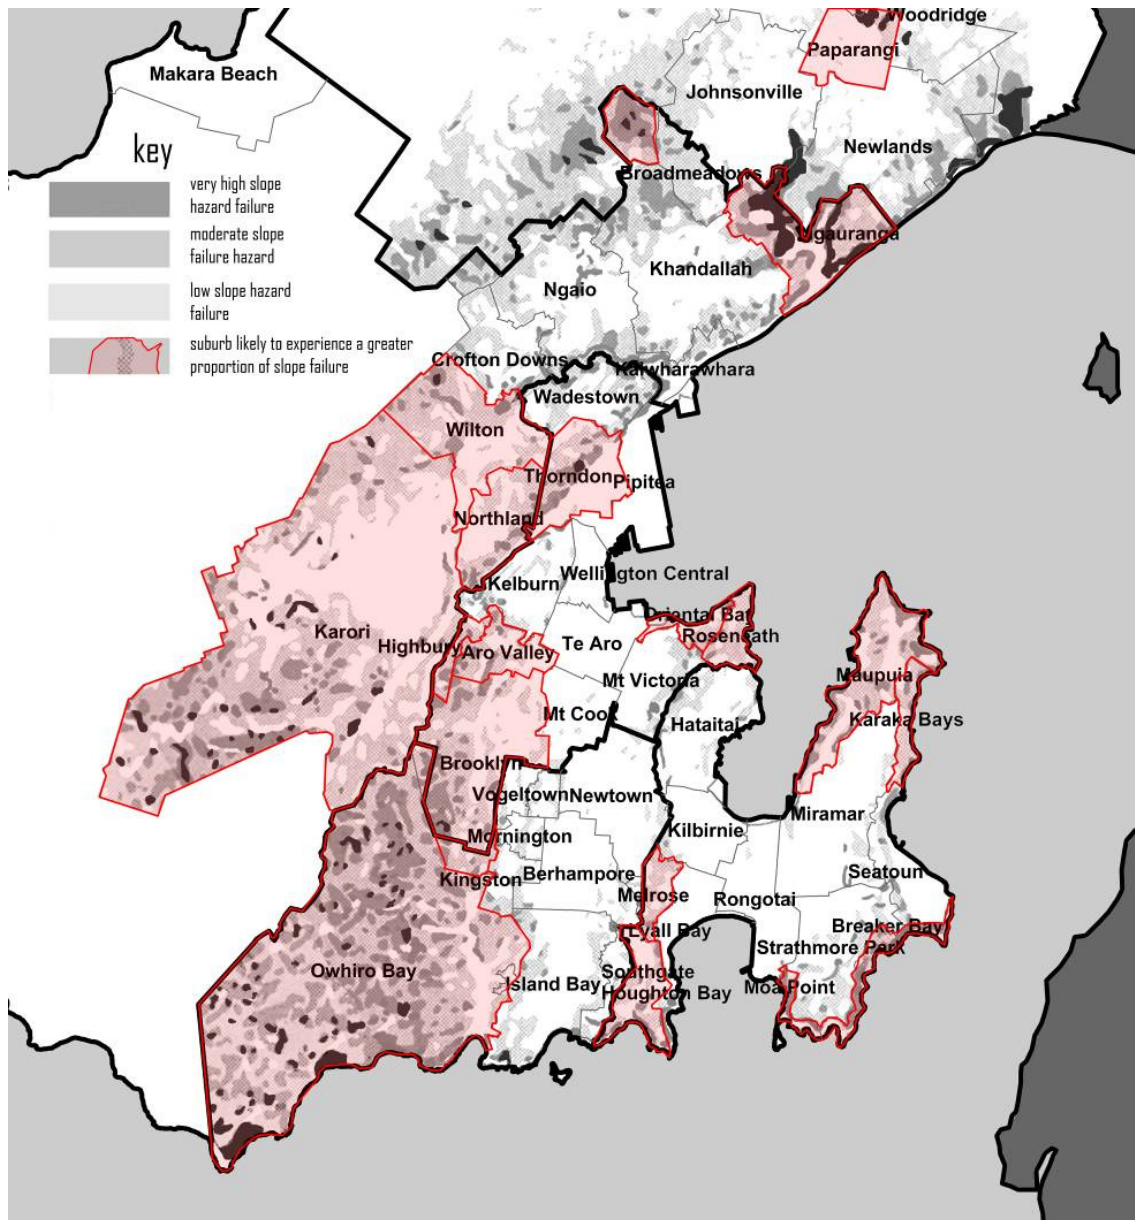 Woodridge
Paparangi
Makara Beach
Johnsonville
key
Newlands
Broadmeadows
very high slope
hazard failure
Ngauranga
moderate slope
failure hazard
Khandallah
Ngaio
low slope hazard
failure
suburb likely to experience a greater
proportion of slope failure
Crofton Downs
Kaiwharawhara
Wadestown
Wilton
Thorndon
Pipitea
Northland
Wellington Central
Kelburn
Oriental Bay
Karori
Highbury
Aro Valley
Te Aro
Roseneath
Mt Victoria
Maupuia
Mt Cook
Hataitai
Karaka Bays
Brooklyn
Vogeltown
Newtown
Miramar
Mornington
Kilbirnie
Kingston
Berhampore
Seatoun
Melrose
Rongotai
Lyall Bay
Breaker Bay
Strathmore Park
Owhiro Bay
Southgate
Island Bay
Houghton Bay
Moa Point